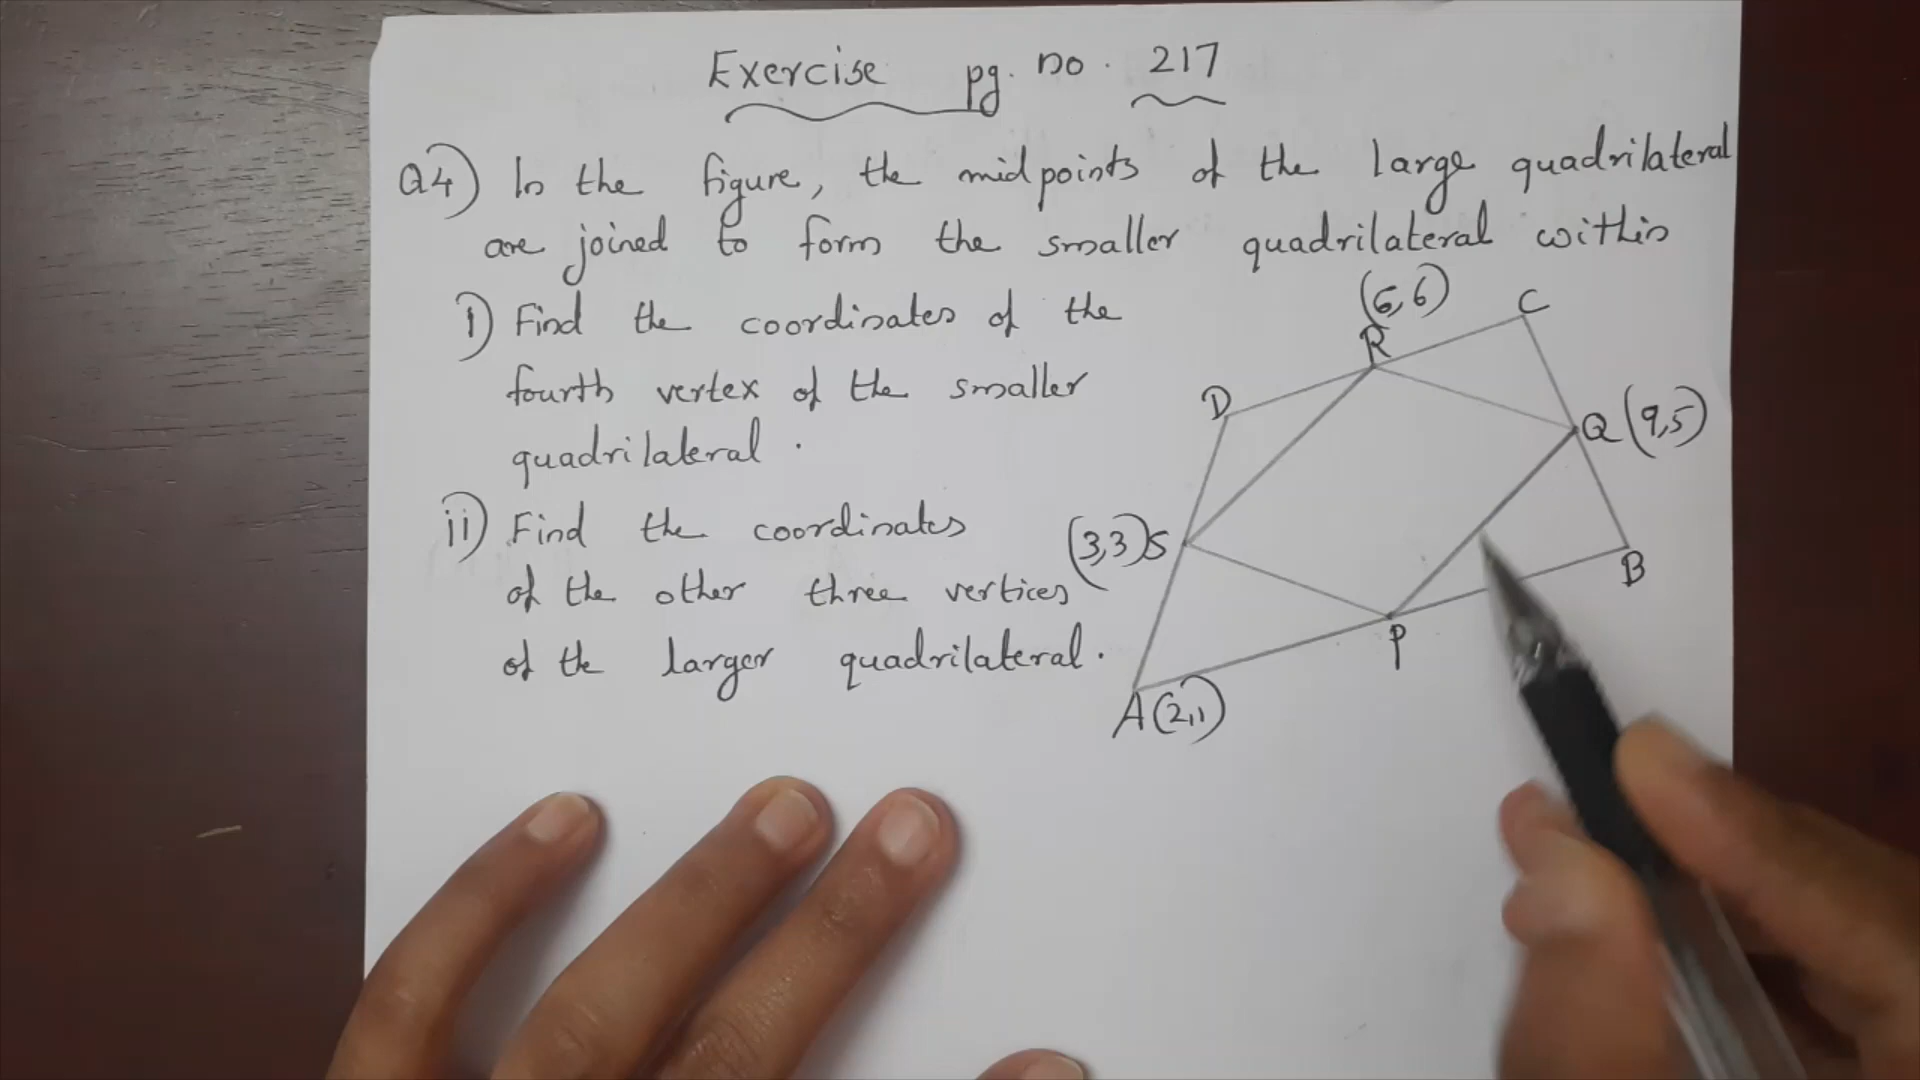 Exercise pg. no. 217
Q4) In the figure, the midpoints of the large quadrilateral
are joined to form the smaller quadrilateral within
i) Find the coordinates of the
fourth vertex of the smaller
quadrilateral.
ii) Find the coordinates
of the other three vertices
of the larger quadrilateral.
(6,6)
C
R
D
Q (9,5)
(3,3) S
B
P
A (2,1)